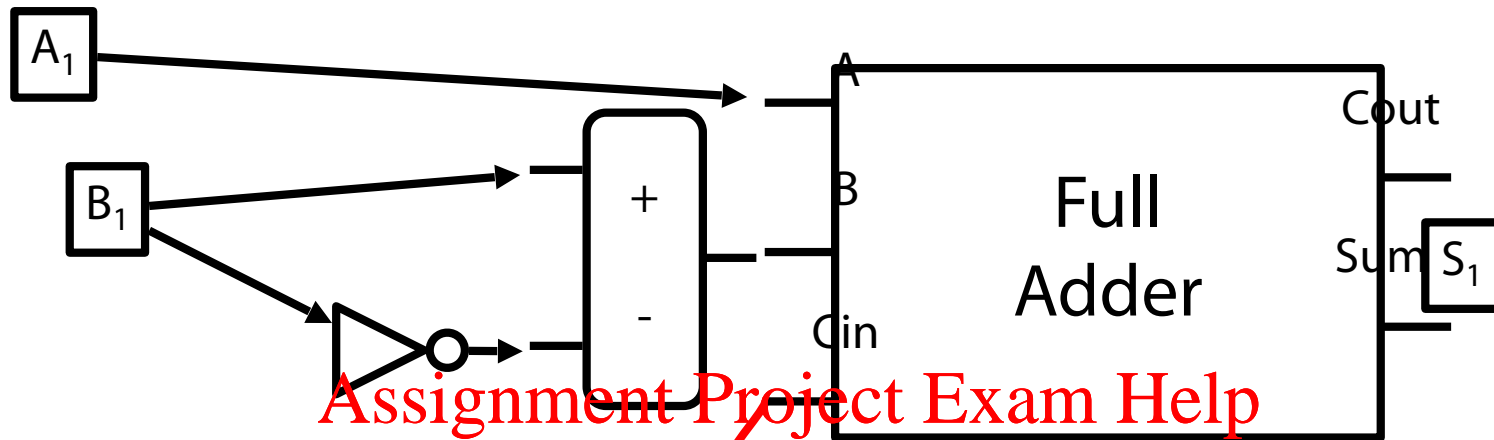 A₁
A
Cout
B₁
+
B
Full
Adder
Sum
S₁
-
Cin
Assignment Project Exam Help